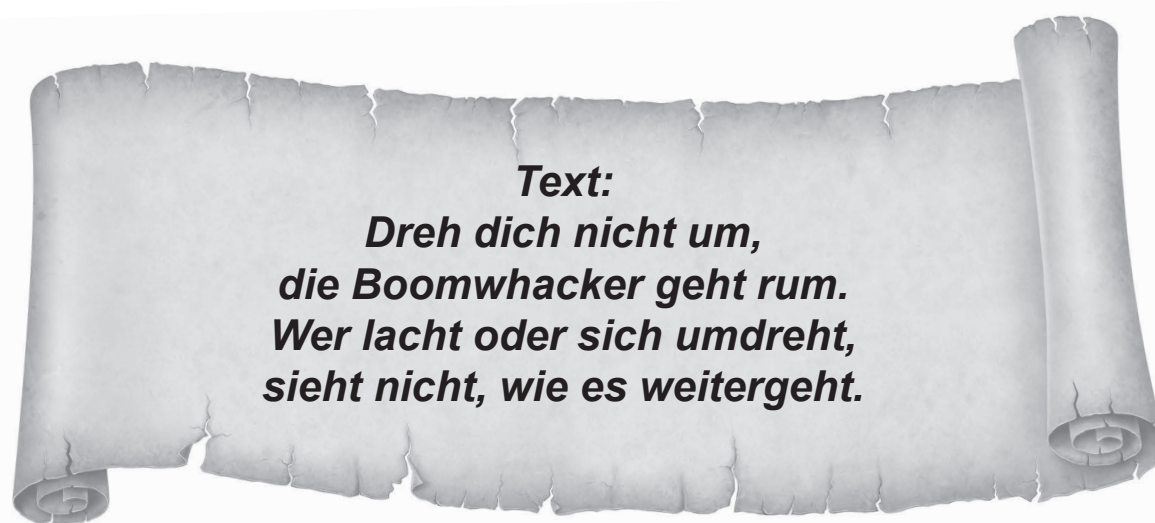 Text:
Dreh dich nicht um,
die Boomwhacker geht rum.
Wer lacht oder sich umdreht,
sieht nicht, wie es weitergeht.